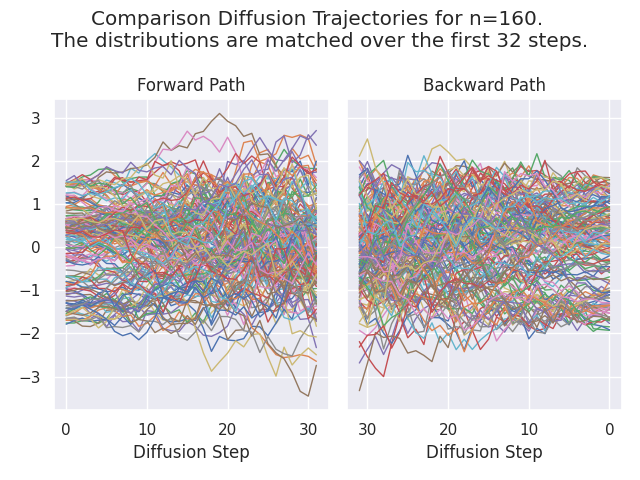 Comparison Diffusion Trajectories for n=160.
The distributions are matched over the first 32 steps.
Forward Path
Backward Path
3
2
1
0
−1
−2
−3
0 10 20 30
30 20 10 0
Diffusion Step
Diffusion Step